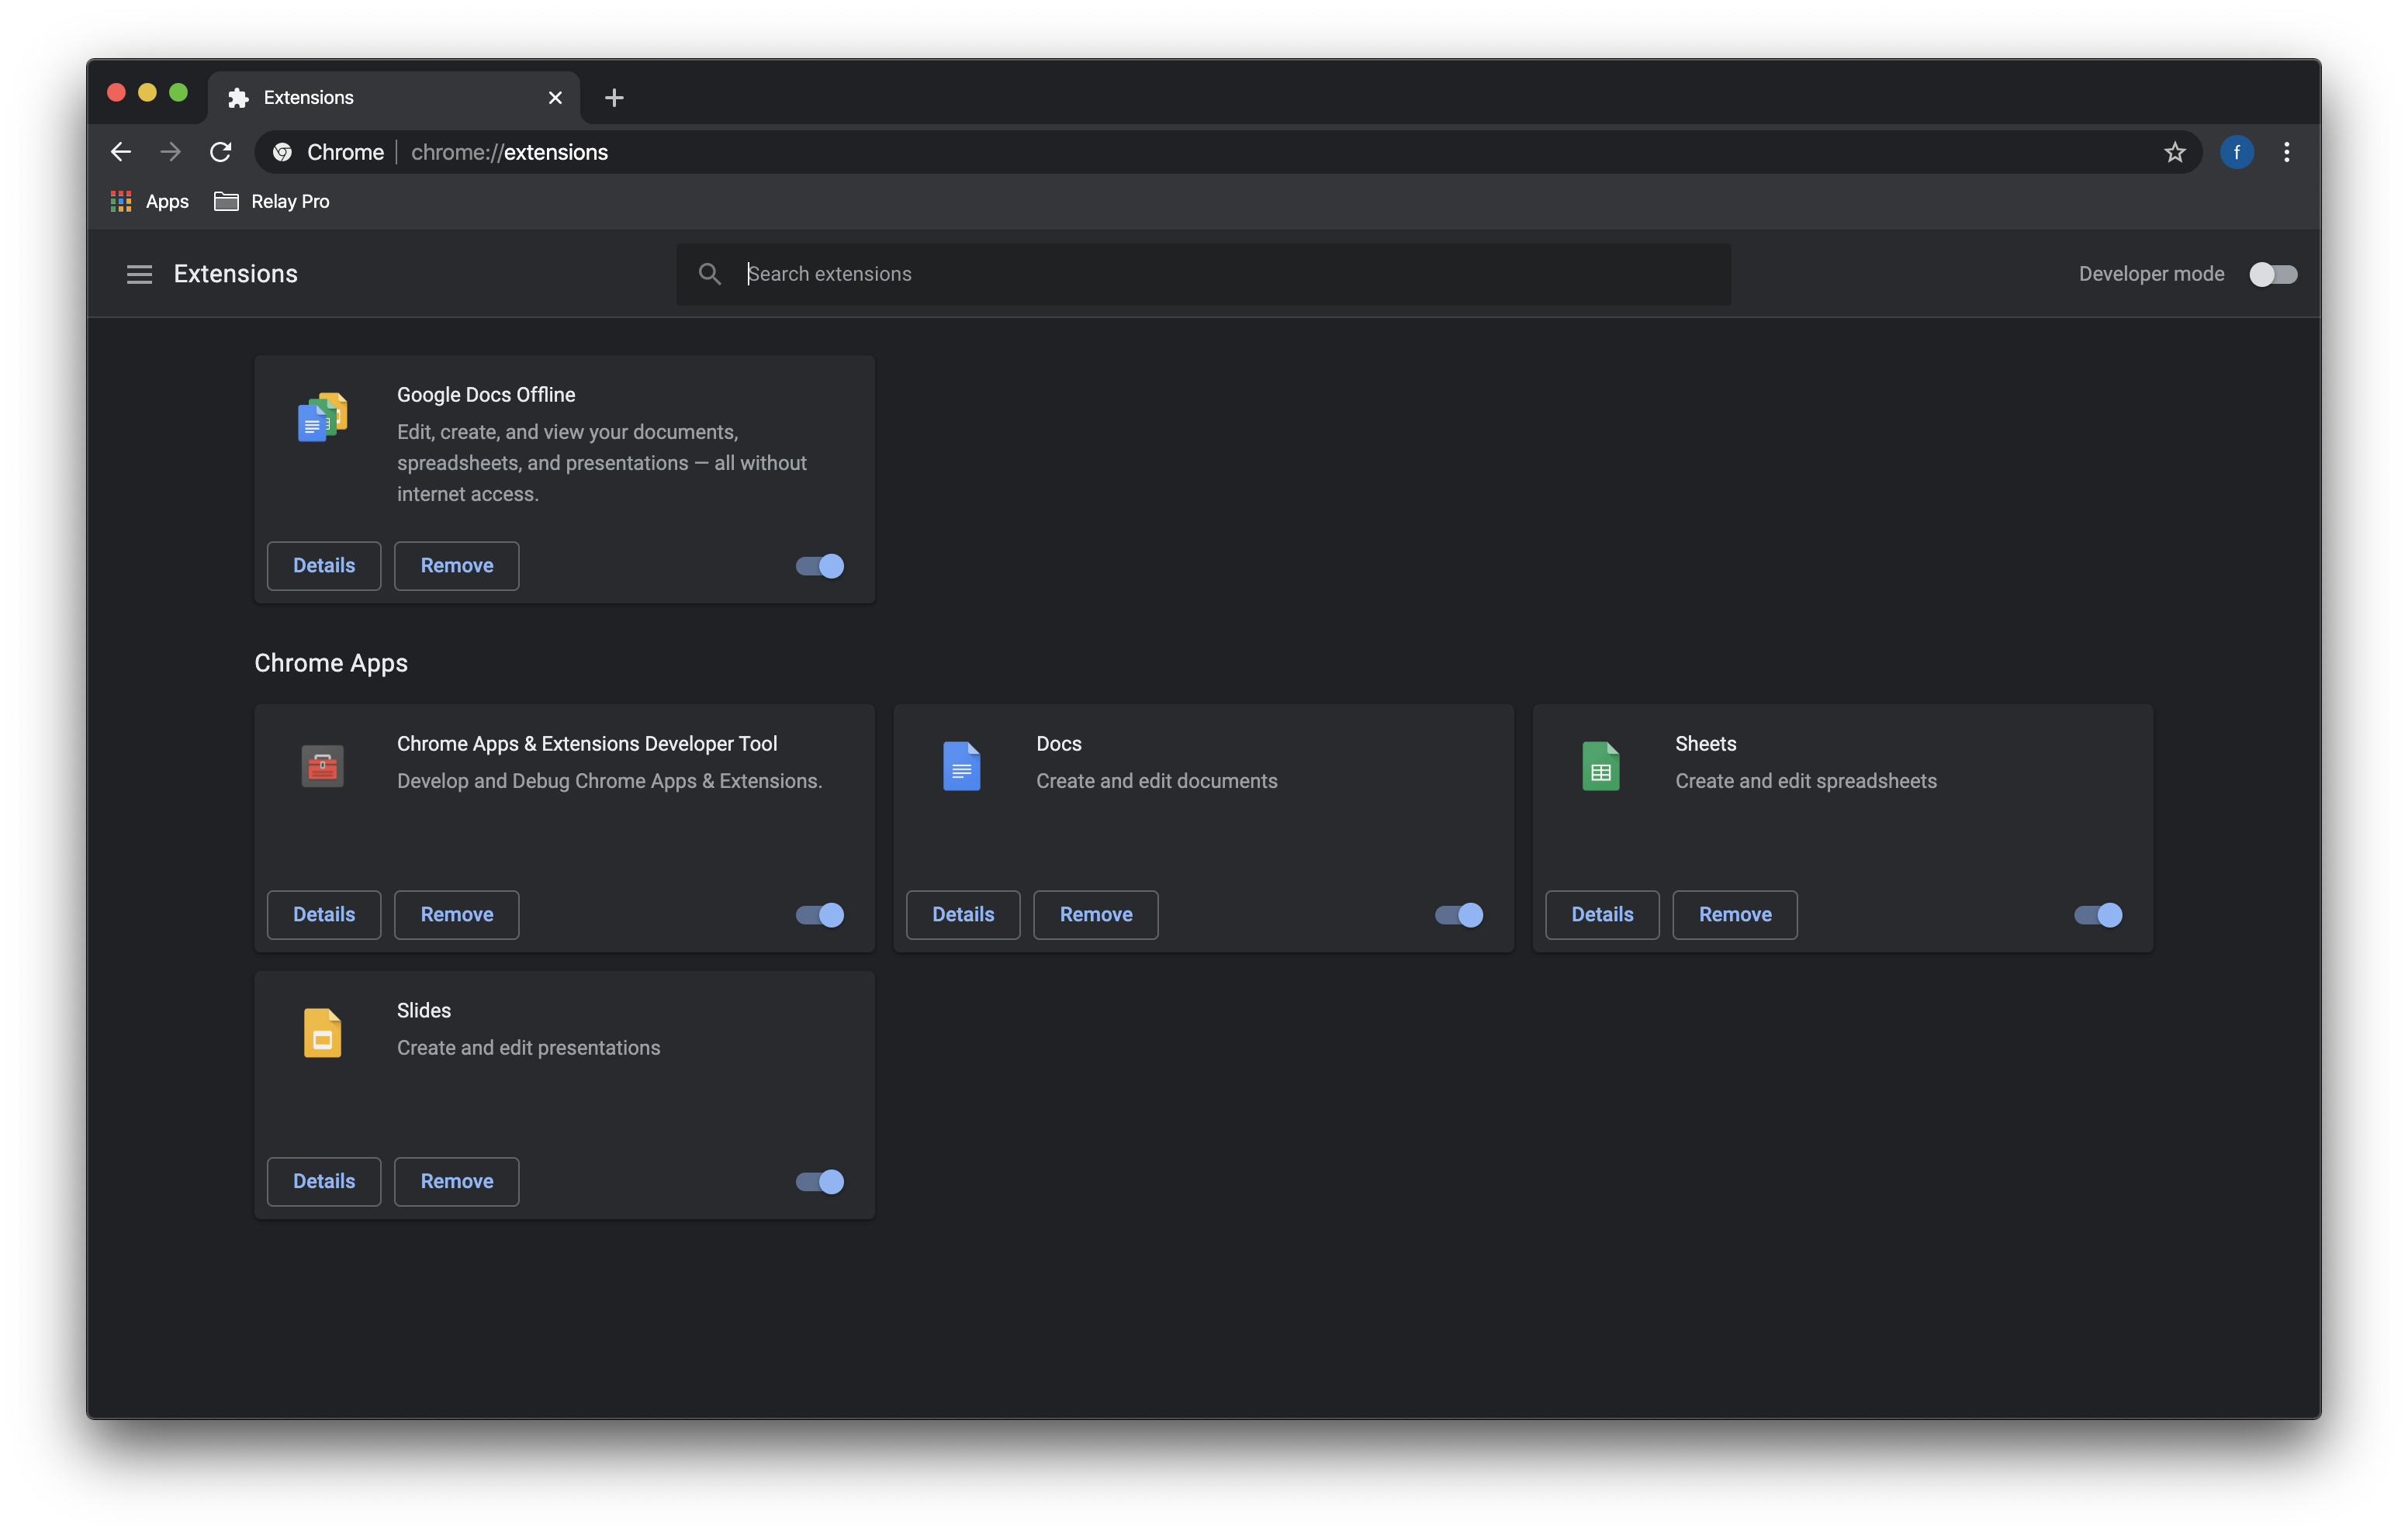 Extensions
Chrome
chrome://extensions
f
Apps
Relay Pro
Extensions
Search extensions
Developer mode
Google Docs Offline
Edit, create, and view your documents,
spreadsheets, and presentations — all without
internet access.
Details
Remove
Chrome Apps
Chrome Apps & Extensions Developer Tool
Develop and Debug Chrome Apps & Extensions.
Details
Remove
Docs
Create and edit documents
Details
Remove
Sheets
Create and edit spreadsheets
Details
Remove
Slides
Create and edit presentations
Details
Remove